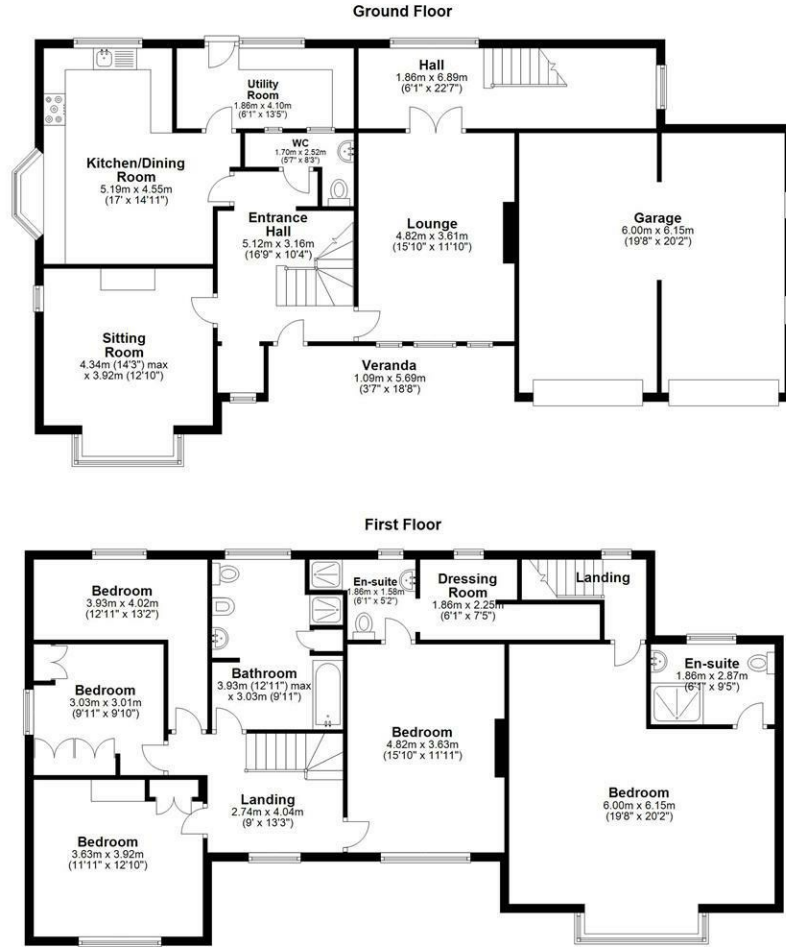 Ground Floor
Hall
1.86m x 6.89m
(6'1" x 22'7")
Utility
Room
1.86m x 4.10m
(6'1" x 13'5")
WC
1.70m x 2.52m
(5'7" x 8'3")
Kitchen/Dining
Room
5.19m x 4.55m
(17' x 14'11")
Entrance
Hall
5.12m x 3.16m
(16'9" x 10'4")
Lounge
4.82m x 3.61m
(15'10" x 11'10")
Garage
6.00m x 6.15m
(19'8" x 20'2")
Sitting
Room
4.34m (14'3") max
x 3.92m (12'10")
Veranda
1.09m x 5.69m
(3'7" x 18'8")
First Floor
Bedroom
3.93m x 4.02m
(12'11" x 13'2")
En-suite
1.86m x 1.58m
(6'1" x 5'2")
Dressing
Room
1.86m x 2.25m
(6'1" x 7'5")
Landing
Bedroom
3.03m x 3.01m
(9'11" x 9'10")
Bathroom
3.93m (12'11") max
x 3.03m (9'11")
En-suite
1.86m x 2.87m
(6'1" x 9'5")
Bedroom
4.82m x 3.63m
(15'10" x 11'11")
Landing
2.74m x 4.04m
(9' x 13'3")
Bedroom
6.00m x 6.15m
(19'8" x 20'2")
Bedroom
3.63m x 3.92m
(11'11" x 12'10")